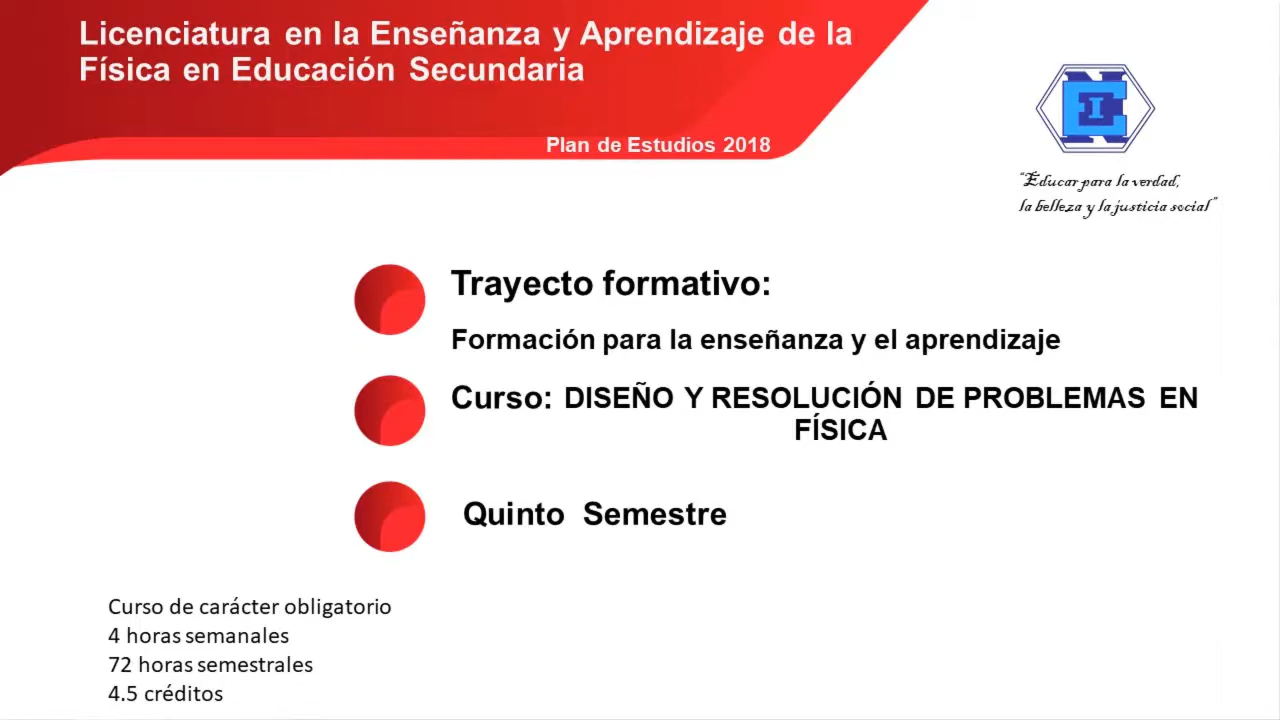 Licenciatura en la Enseñanza y Aprendizaje de la
Física en Educación Secundaria
Plan de Estudios 2018
"Educar para la verdad,
la belleza y la justicia social"
Trayecto formativo:
Formación para la enseñanza y el aprendizaje
Curso: DISEÑO Y RESOLUCIÓN DE PROBLEMAS EN
FÍSICA
Quinto Semestre
Curso de carácter obligatorio
4 horas semanales
72 horas semestrales
4.5 créditos